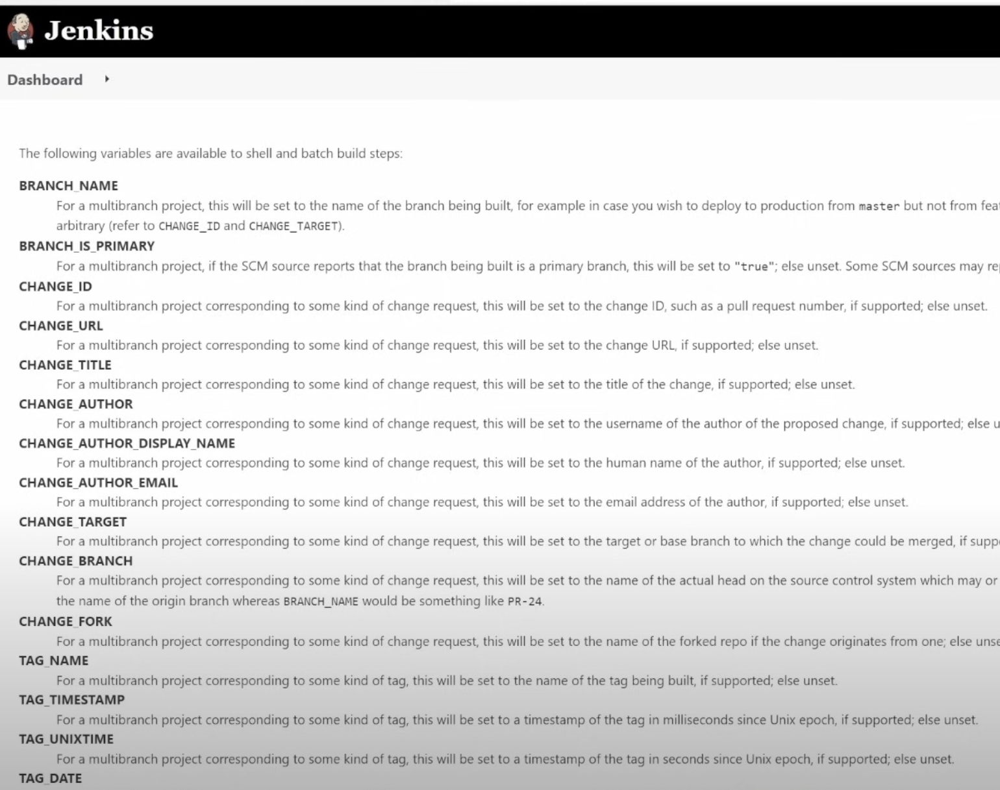 Jenkins
Dashboard
The following variables are available to shell and batch build steps:
BRANCH_NAME
For a multibranch project, this will be set to the name of the branch being built, for example in case you wish to deploy to production from master but not from
arbitrary (refer to CHANGE_ID and CHANGE_TARGET).
BRANCH_IS_PRIMARY
For a multibranch project, if the SCM source reports that the branch being built is a primary branch, this will be set to "true"; else unset. Some SCM sources may
CHANGE_ID
For a multibranch project corresponding to some kind of change request, this will be set to the change ID, such as a pull request number, if supported; else unset.
CHANGE_URL
For a multibranch project corresponding to some kind of change request, this will be set to the change URL, if supported; else unset.
CHANGE_TITLE
For a multibranch project corresponding to some kind of change request, this will be set to the title of the change, if supported; else unset.
CHANGE_AUTHOR
For a multibranch project corresponding to some kind of change request, this will be set to the username of the author of the proposed change, if supported; else
CHANGE_AUTHOR_DISPLAY_NAME
For a multibranch project corresponding to some kind of change request, this will be set to the human name of the author, if supported; else unset.
CHANGE_AUTHOR_EMAIL
For a multibranch project corresponding to some kind of change request, this will be set to the email address of the author, if supported; else unset.
CHANGE_TARGET
For a multibranch project corresponding to some kind of change request, this will be set to the target or base branch to which the change could be merged, if
CHANGE_BRANCH
For a multibranch project corresponding to some kind of change request, this will be set to the name of the actual head on the source control system which may or
the name of the origin branch whereas BRANCH_NAME would be something like PR-24.
CHANGE_FORK
For a multibranch project corresponding to some kind of change request, this will be set to the name of the forked repo if the change originates from one; else
TAG_NAME
For a multibranch project corresponding to some kind of tag, this will be set to the name of the tag being built, if supported; else unset.
TAG_TIMESTAMP
For a multibranch project corresponding to some kind of tag, this will be set to a timestamp of the tag in milliseconds since Unix epoch, if supported; else unset.
TAG_UNIXTIME
For a multibranch project corresponding to some kind of tag, this will be set to a timestamp of the tag in seconds since Unix epoch, if supported; else unset.
TAG_DATE